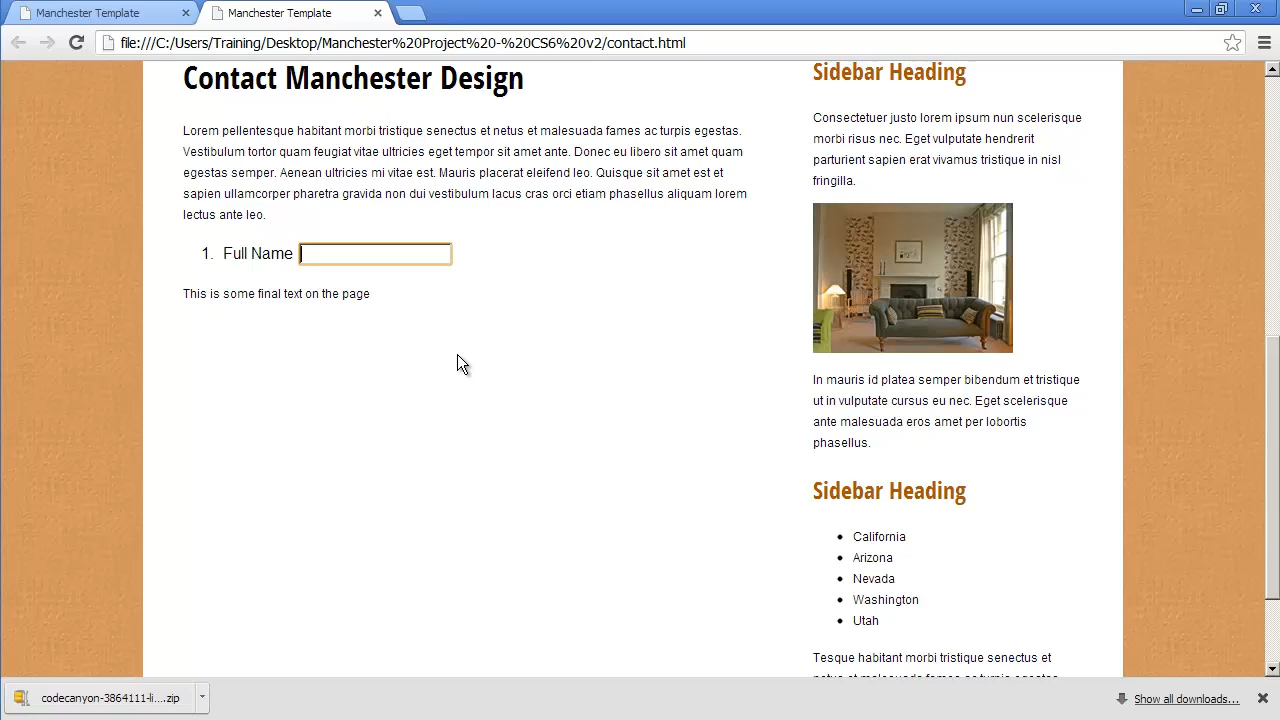 Manchester Template
Manchester Template
file:///C:/Users/Training/Desktop/Manchester%20Project%20-%20CS6%20v2/contact.html
Contact Manchester Design
Lorem pellentesque habitant morbi tristique senectus et netus et malesuada fames ac turpis egestas.
Vestibulum tortor quam feugiat vitae ultricies eget tempor sit amet ante. Donec eu libero sit amet quam
egestas semper. Aenean ultricies mi vitae est. Mauris placerat eleifend leo. Quisque sit amet est et
sapien ullamcorper pharetra gravida non dui vestibulum lacus cras orci etiam phasellus aliquam lorem
lectus ante leo.
1. Full Name
This is some final text on the page
Sidebar Heading
Consectetuer justo lorem ipsum nun scelerisque
morbi risus nec. Eget vulputate hendrerit
parturient sapien erat vivamus tristique in nisl
fringilla.
In mauris id platea semper bibendum et tristique
ut in vulputate cursus eu nec. Eget scelerisque
ante malesuada eros amet per lobortis
phasellus.
Sidebar Heading
California
Arizona
Nevada
Washington
Utah
Tesque habitant morbi tristique senectus et
codecanyon-3864111-li....zip
Show all downloads...